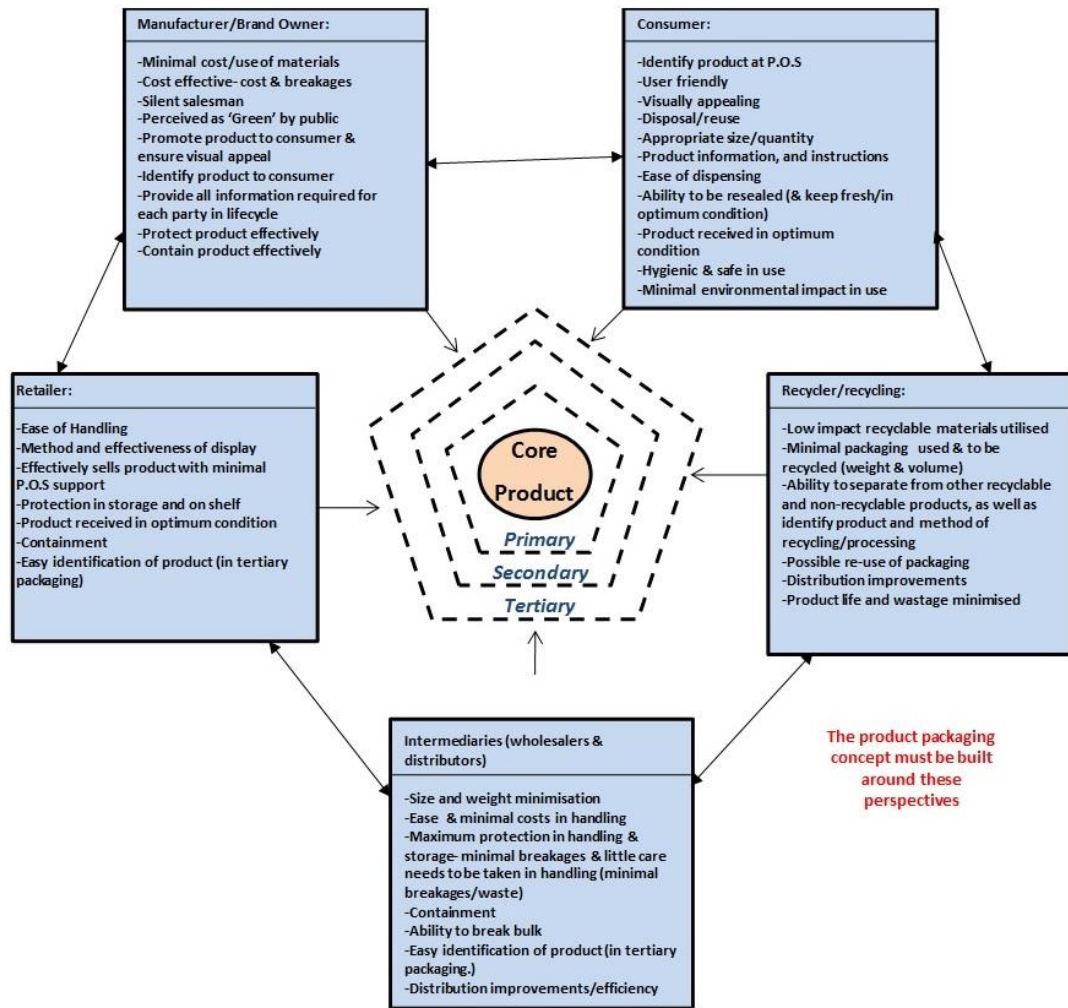 Manufacturer/Brand Owner:
-Minimal cost/use of materials
-Cost effective- cost & breakages
-Silent salesman
-Perceived as ‘Green’ by public
-Promote product to consumer &
ensure visual appeal
-Identify product to consumer
-Provide all information required for
each party in lifecycle
-Protect product effectively
-Contain product effectively
Consumer:
-Identify product at P.O.S
-User friendly
-Visually appealing
-Disposal/reuse
-Appropriate size/quantity
-Product information, and instructions
-Ease of dispensing
-Ability to be resealed (& keep fresh/in
optimum condition)
-Product received in optimum
condition
-Hygienic & safe in use
-Minimal environmental impact in use
Retailer:
-Ease of Handling
-Method and effectiveness of display
-Effectively sells product with minimal
P.O.S support
-Protection in storage and on shelf
-Product received in optimum condition
-Containment
-Easy identification of product (in tertiary
packaging)
Core
Product
Primary
Secondary
Tertiary
Recycler/recycling:
-Low impact recyclable materials utilised
-Minimal packaging used & to be
recycled (weight & volume)
-Ability to separate from other recyclable
and non-recyclable products, as well as
identify product and method of
recycling/processing
-Possible re-use of packaging
-Distribution improvements
-Product life and wastage minimised
Intermediaries (wholesalers &
distributors)
-Size and weight minimisation
-Ease & minimal costs in handling
-Maximum protection in handling &
storage- minimal breakages & little care
needs to be taken in handling (minimal
breakages/waste)
-Containment
-Ability to break bulk
-Easy identification of product (in tertiary
packaging.)
-Distribution improvements/efficiency
The product packaging
concept must be built
around these
perspectives